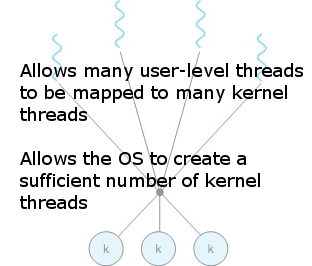 Allows many user-level threads
to be mapped to many kernel
threads
Allows the OS to create a
sufficient number of kernel
threads
k k k